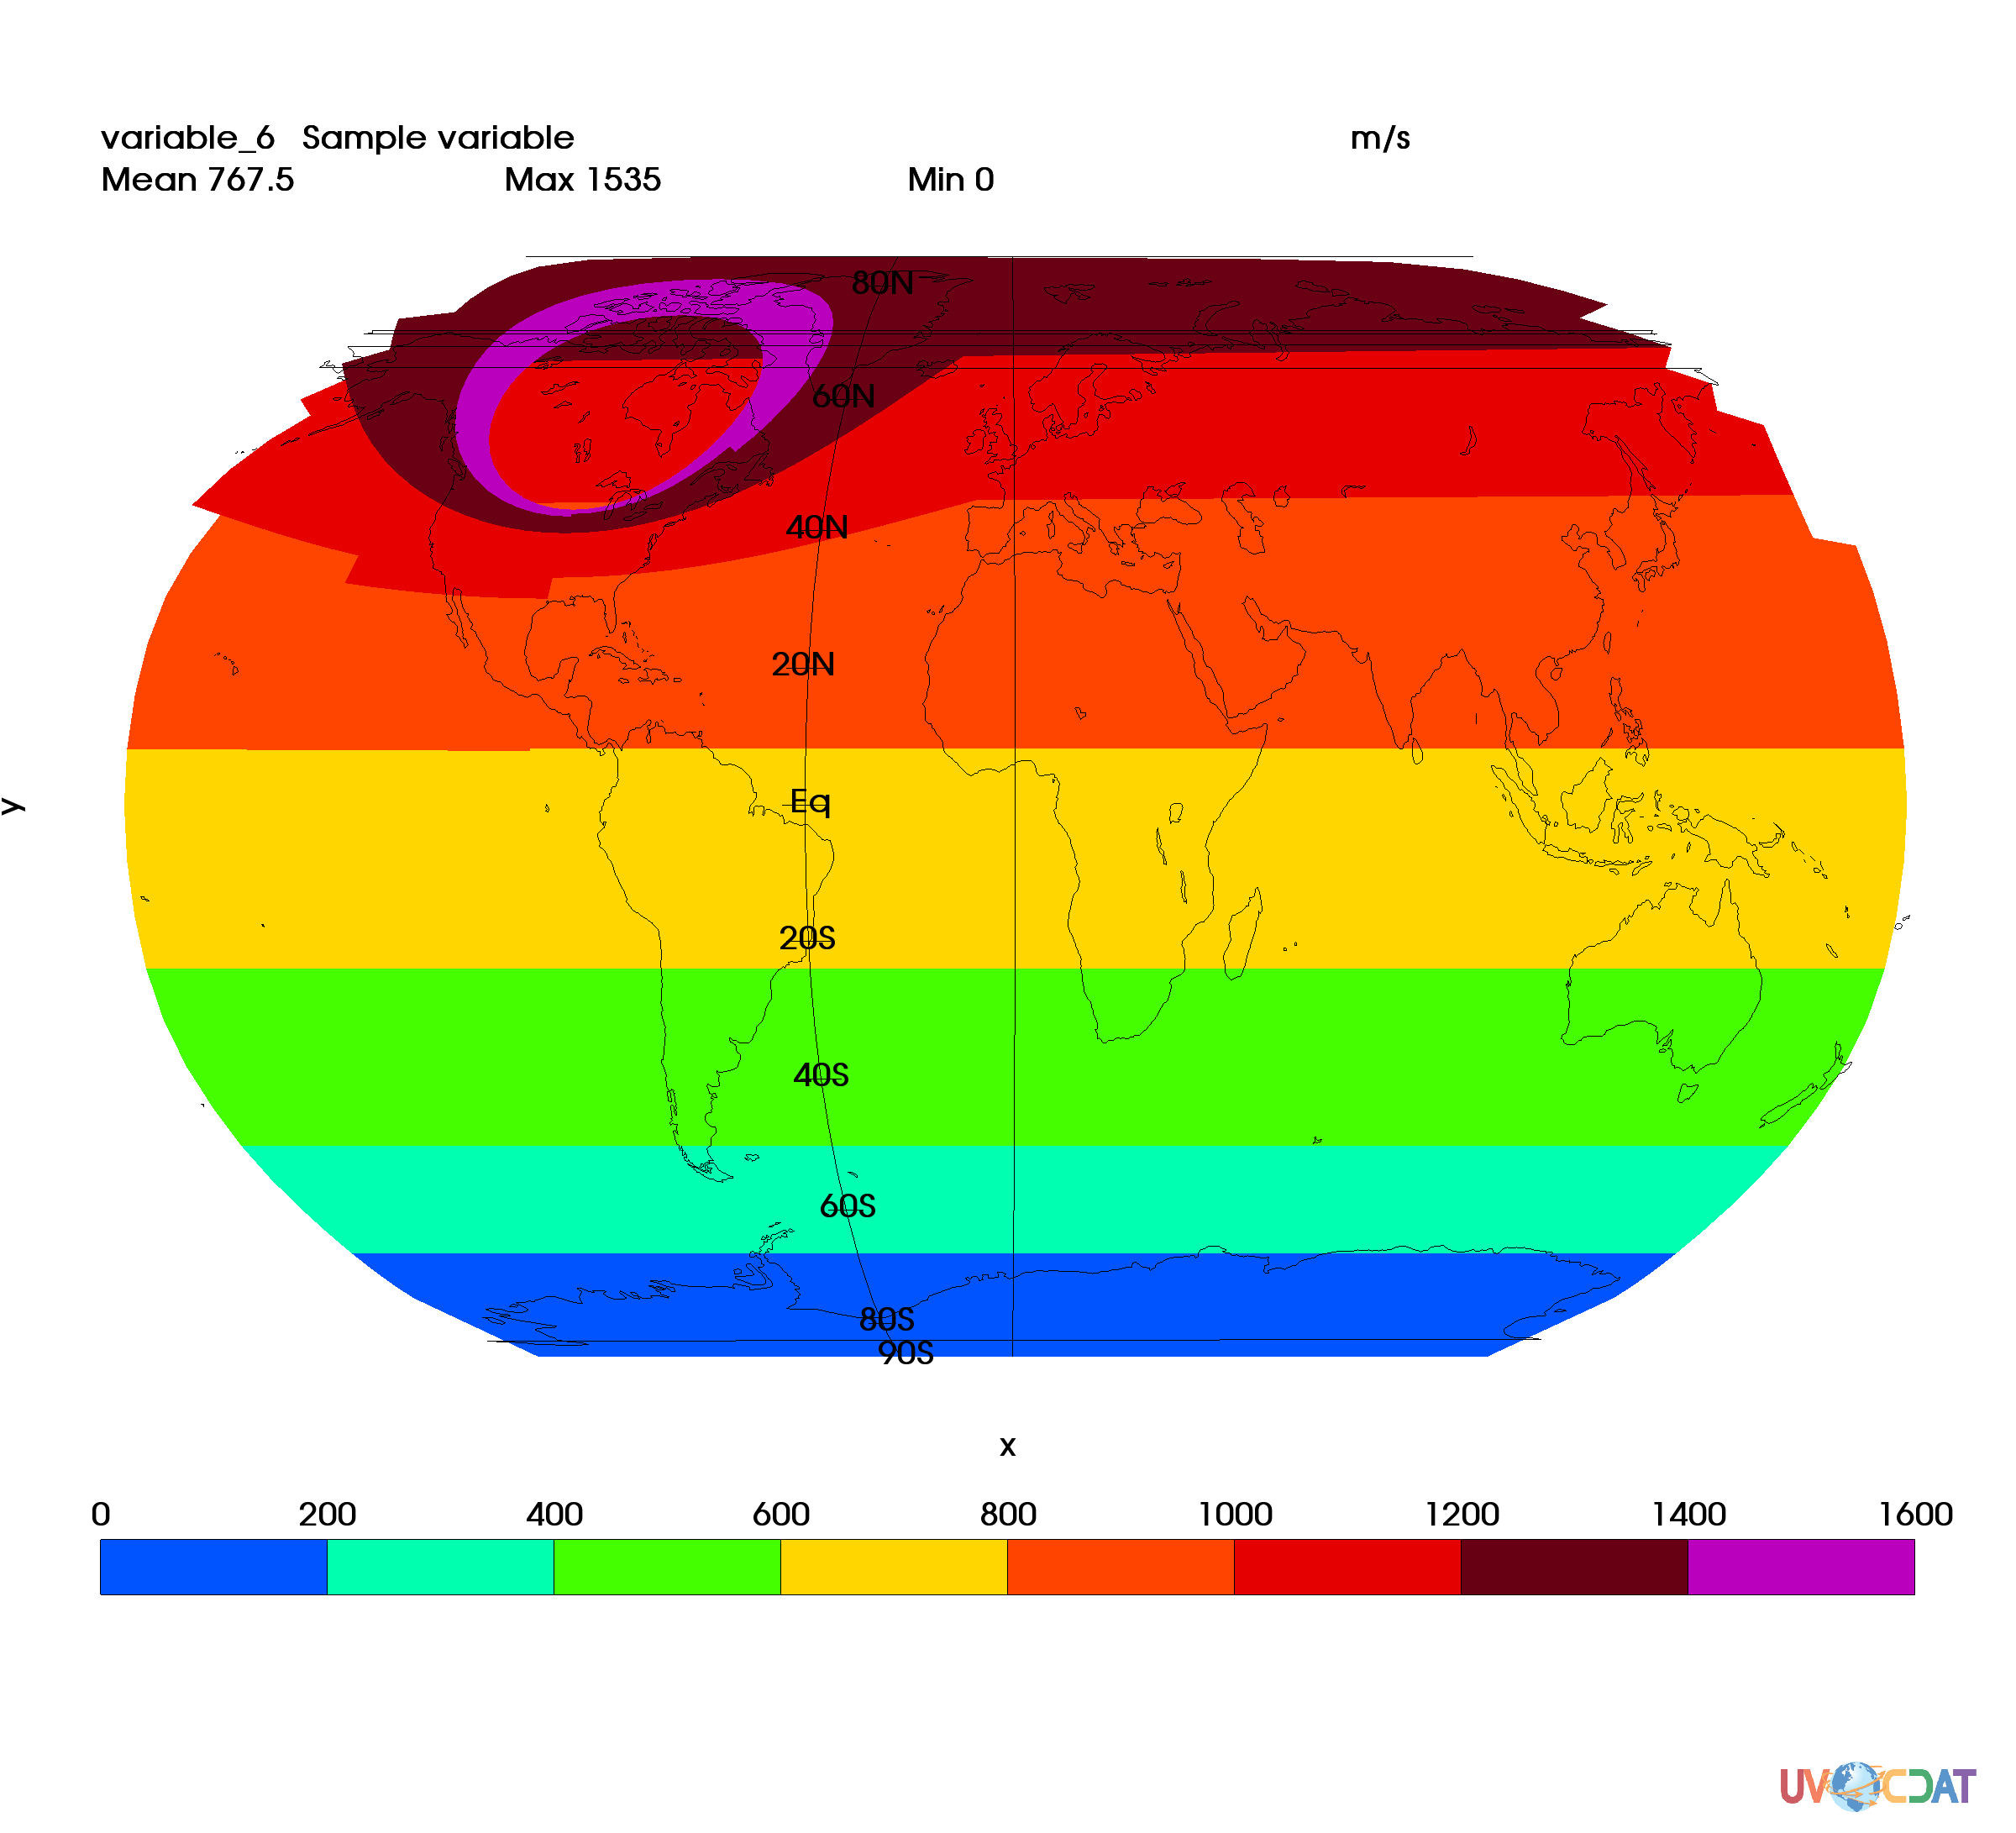 variable_6 Sample variable m/s
Mean 767.5 Max 1535 Min 0
80N
60N
40N
20N
Eq
20S
40S
60S
80S
90S
y
x
0 200 400 600 800 1000 1200 1400 1600
UV CDAT